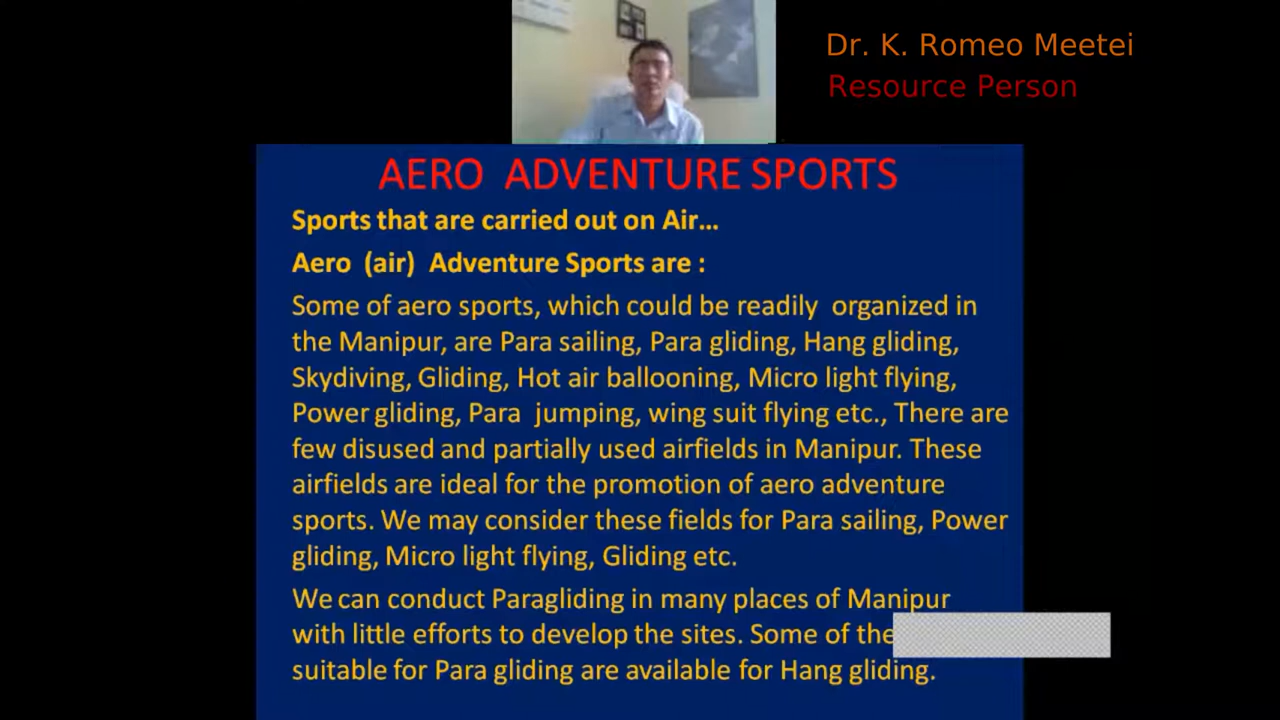 Dr. K. Romeo Meetei
Resource Person
AERO ADVENTURE SPORTS
Sports that are carried out on Air...
Aero (air) Adventure Sports are :
Some of aero sports, which could be readily organized in
the Manipur, are Para sailing, Para gliding, Hang gliding,
Skydiving, Gliding, Hot air ballooning, Micro light flying,
Power gliding, Para jumping, wing suit flying etc., There are
few disused and partially used airfields in Manipur. These
airfields are ideal for the promotion of aero adventure
sports. We may consider these fields for Para sailing, Power
gliding, Micro light flying, Gliding etc.
We can conduct Paragliding in many places of Manipur
with little efforts to develop the sites. Some of the
suitable for Para gliding are available for Hang gliding.